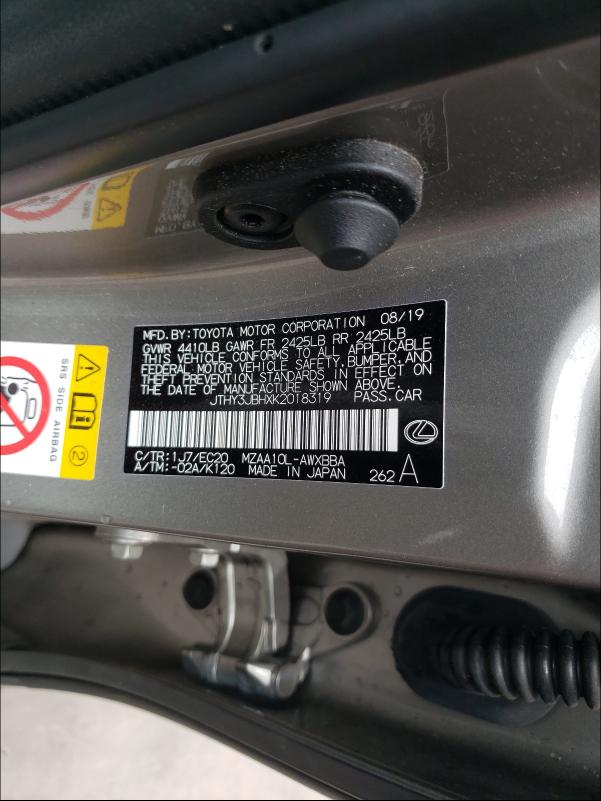 MFD. BY: TOYOTA MOTOR CORPORATION 08/19
GVWR 4410LB GAWR FR 2425LB RR 2425LB
THIS VEHICLE CONFORMS TO ALL APPLICABLE
FEDERAL MOTOR VEHICLE SAFETY, BUMPER, AND
THEFT PREVENTION STANDARDS IN EFFECT ON
THE DATE OF MANUFACTURE SHOWN ABOVE.
JTHY3JBHXK2018319 PASS. CAR
C/TR: 1J7/EC20 MZAA10L-AWXBBA
A/TM: -02A/K120 MADE IN JAPAN 262 A
SRS SIDE AIRBAG
2